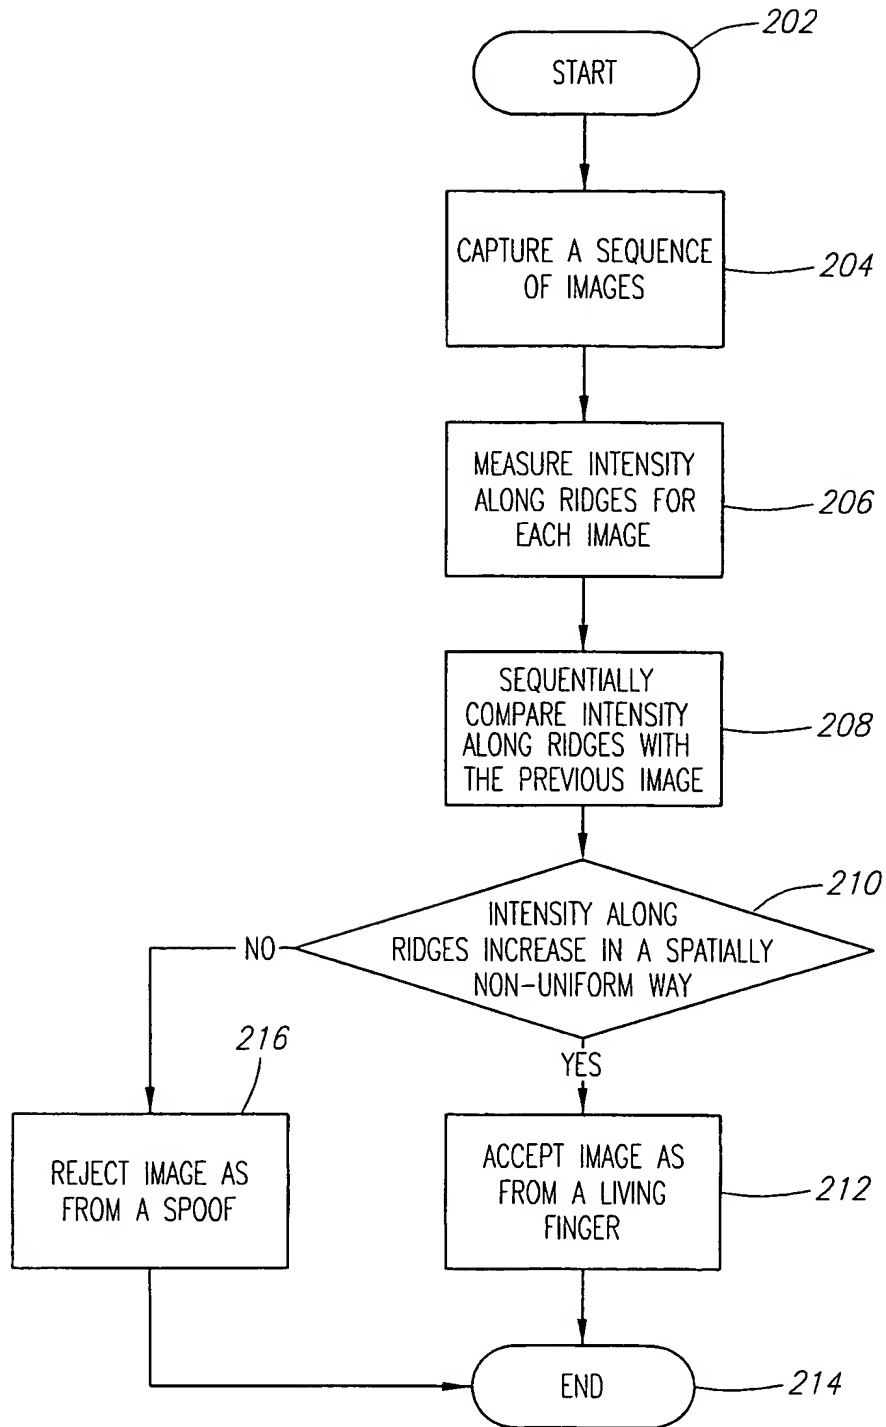 202
START
CAPTURE A SEQUENCE
OF IMAGES
204
MEASURE INTENSITY
ALONG RIDGES FOR
EACH IMAGE
206
SEQUENTIALLY
COMPARE INTENSITY
ALONG RIDGES WITH
THE PREVIOUS IMAGE
208
210
INTENSITY ALONG
RIDGES INCREASE IN A SPATIALLY
NON-UNIFORM WAY
NO
YES
216
REJECT IMAGE AS
FROM A SPOOF
ACCEPT IMAGE AS
FROM A LIVING
FINGER
212
END
214